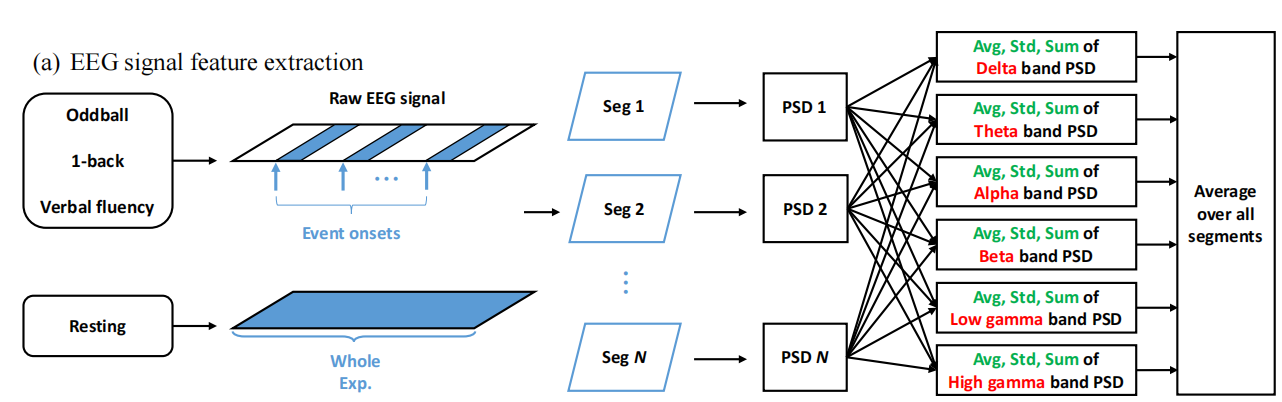 (a) EEG signal feature extraction
Oddball
1-back
Verbal fluency
Raw EEG signal
...
Event onsets
Resting
Whole
Exp.
Seg 1
Seg 2
Seg N
PSD 1
PSD 2
PSD N
Avg, Std, Sum of
Delta band PSD
Avg, Std, Sum of
Theta band PSD
Avg, Std, Sum of
Alpha band PSD
Avg, Std, Sum of
Beta band PSD
Avg, Std, Sum of
Low gamma band PSD
Avg, Std, Sum of
High gamma band PSD
Average
over all
segments